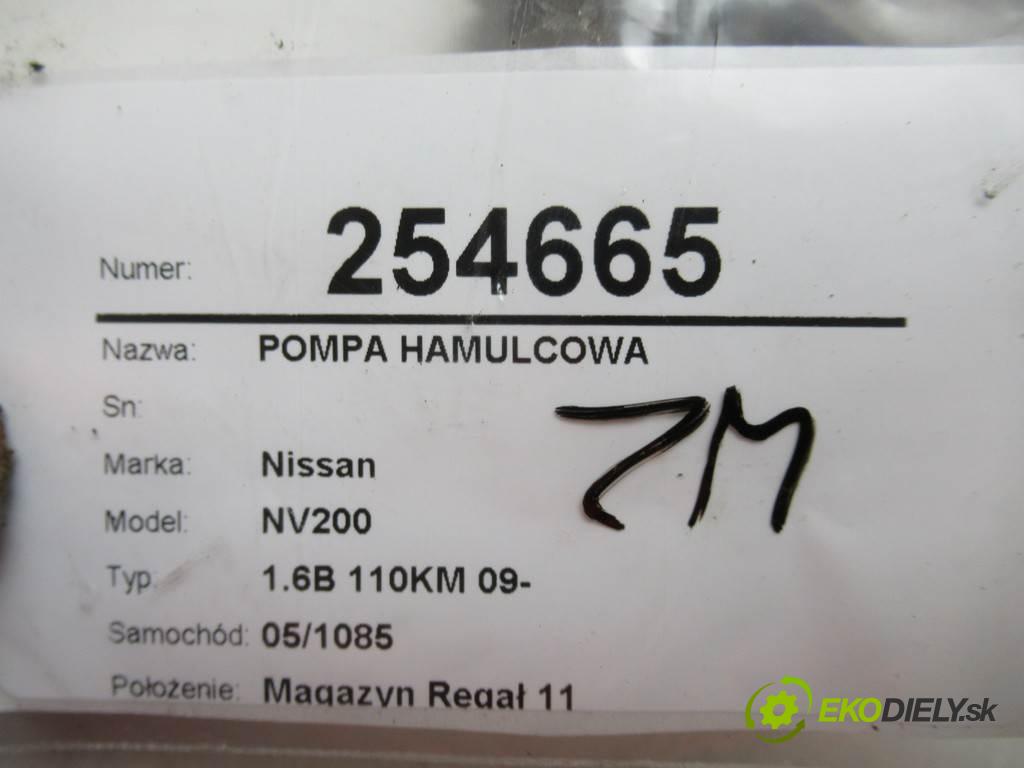 Numer: 254665
Nazwa: POMPA HAMULCOWA
Sn:
ZM
Marka: Nissan
Model: NV200
Typ: 1.6B 110KM 09-
Samochód: 05/1085
Położenie: Magazyn Regał 11
EKODIELY.sk